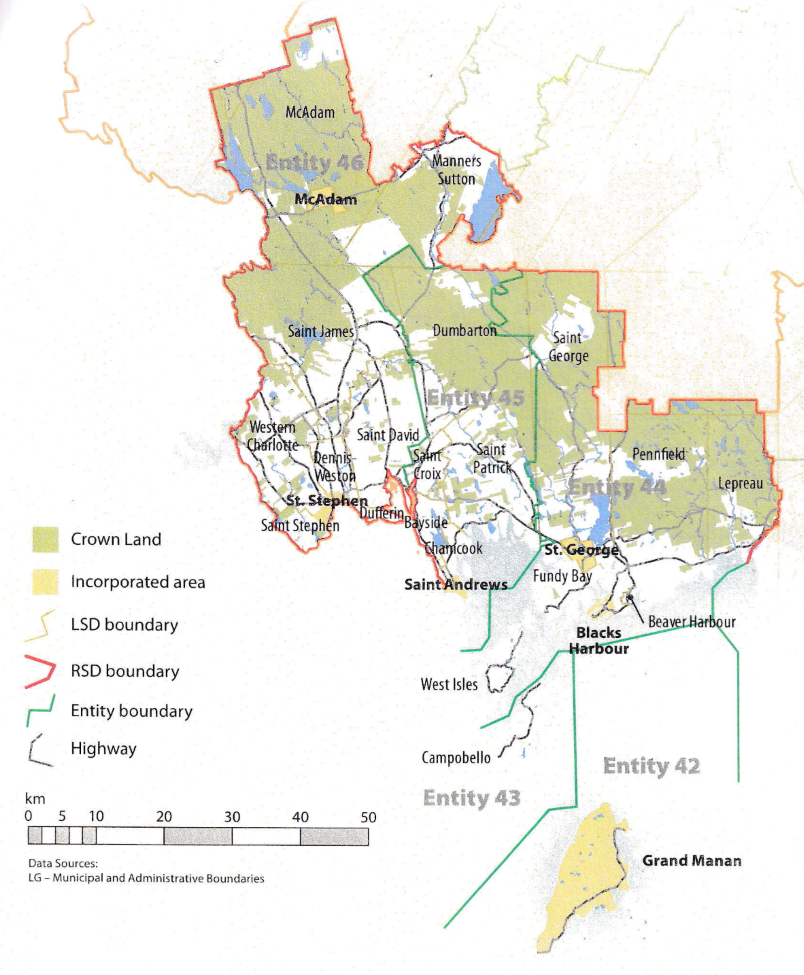 McAdam
Entity 46
Manners
Sutton
McAdam
Saint James
Dumbarton
Saint
George
Entity 45
Western
Charlotte
Saint David
Dennis-
Weston
Saint
Croix
Saint
Patrick
Pennfield
Entity 44
Lepreau
St. Stephen
Dufferin
Saint Stephen
Bayside
Chamcook
St. George
Saint Andrews
Fundy Bay
Beaver Harbour
Blacks
Harbour
West Isles
Campobello
Entity 42
Entity 43
Grand Manan
Crown Land
Incorporated area
LSD boundary
RSD boundary
Entity boundary
Highway
km
0 5 10 20 30 40 50
Data Sources:
LG – Municipal and Administrative Boundaries